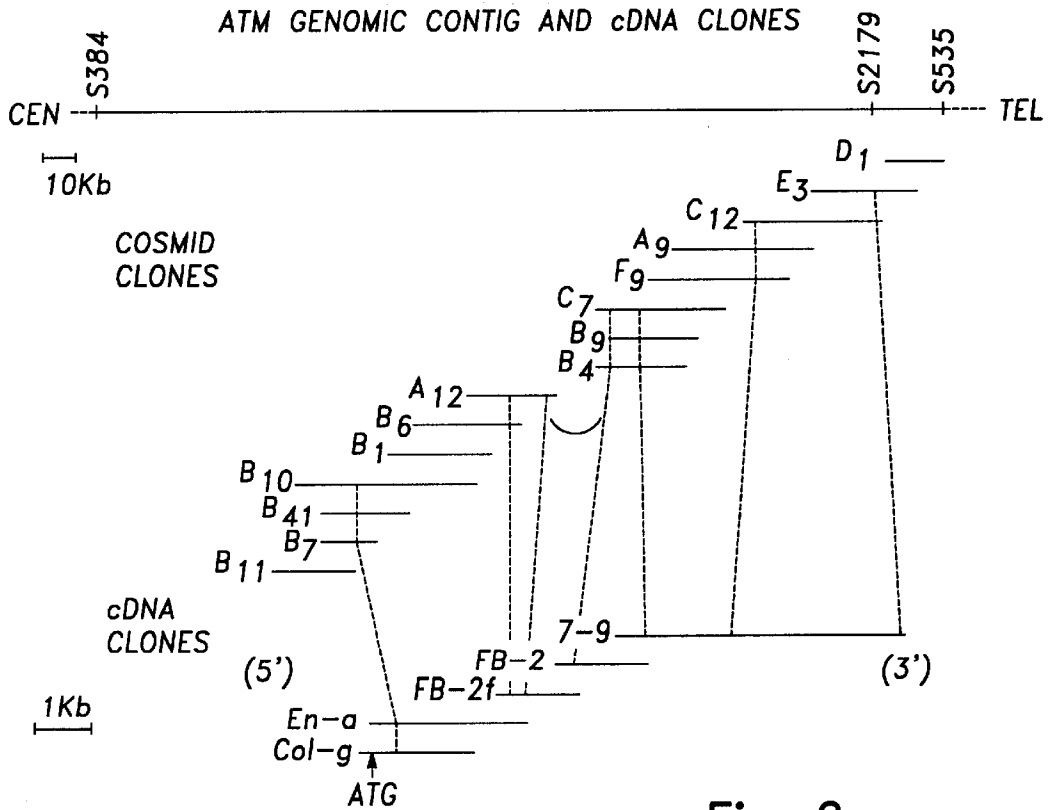 ATM GENOMIC CONTIG AND cDNA CLONES
S384
S2179
S535
CEN
TEL
10Kb
D1
E3
C12
COSMID
CLONES
A9
F9
C7
B9
B4
A12
B6
B1
B10
B41
B7
B11
cDNA
CLONES
7-9
(5')
FB-2
(3')
FB-2f
1Kb
En-a
Col-g
ATG